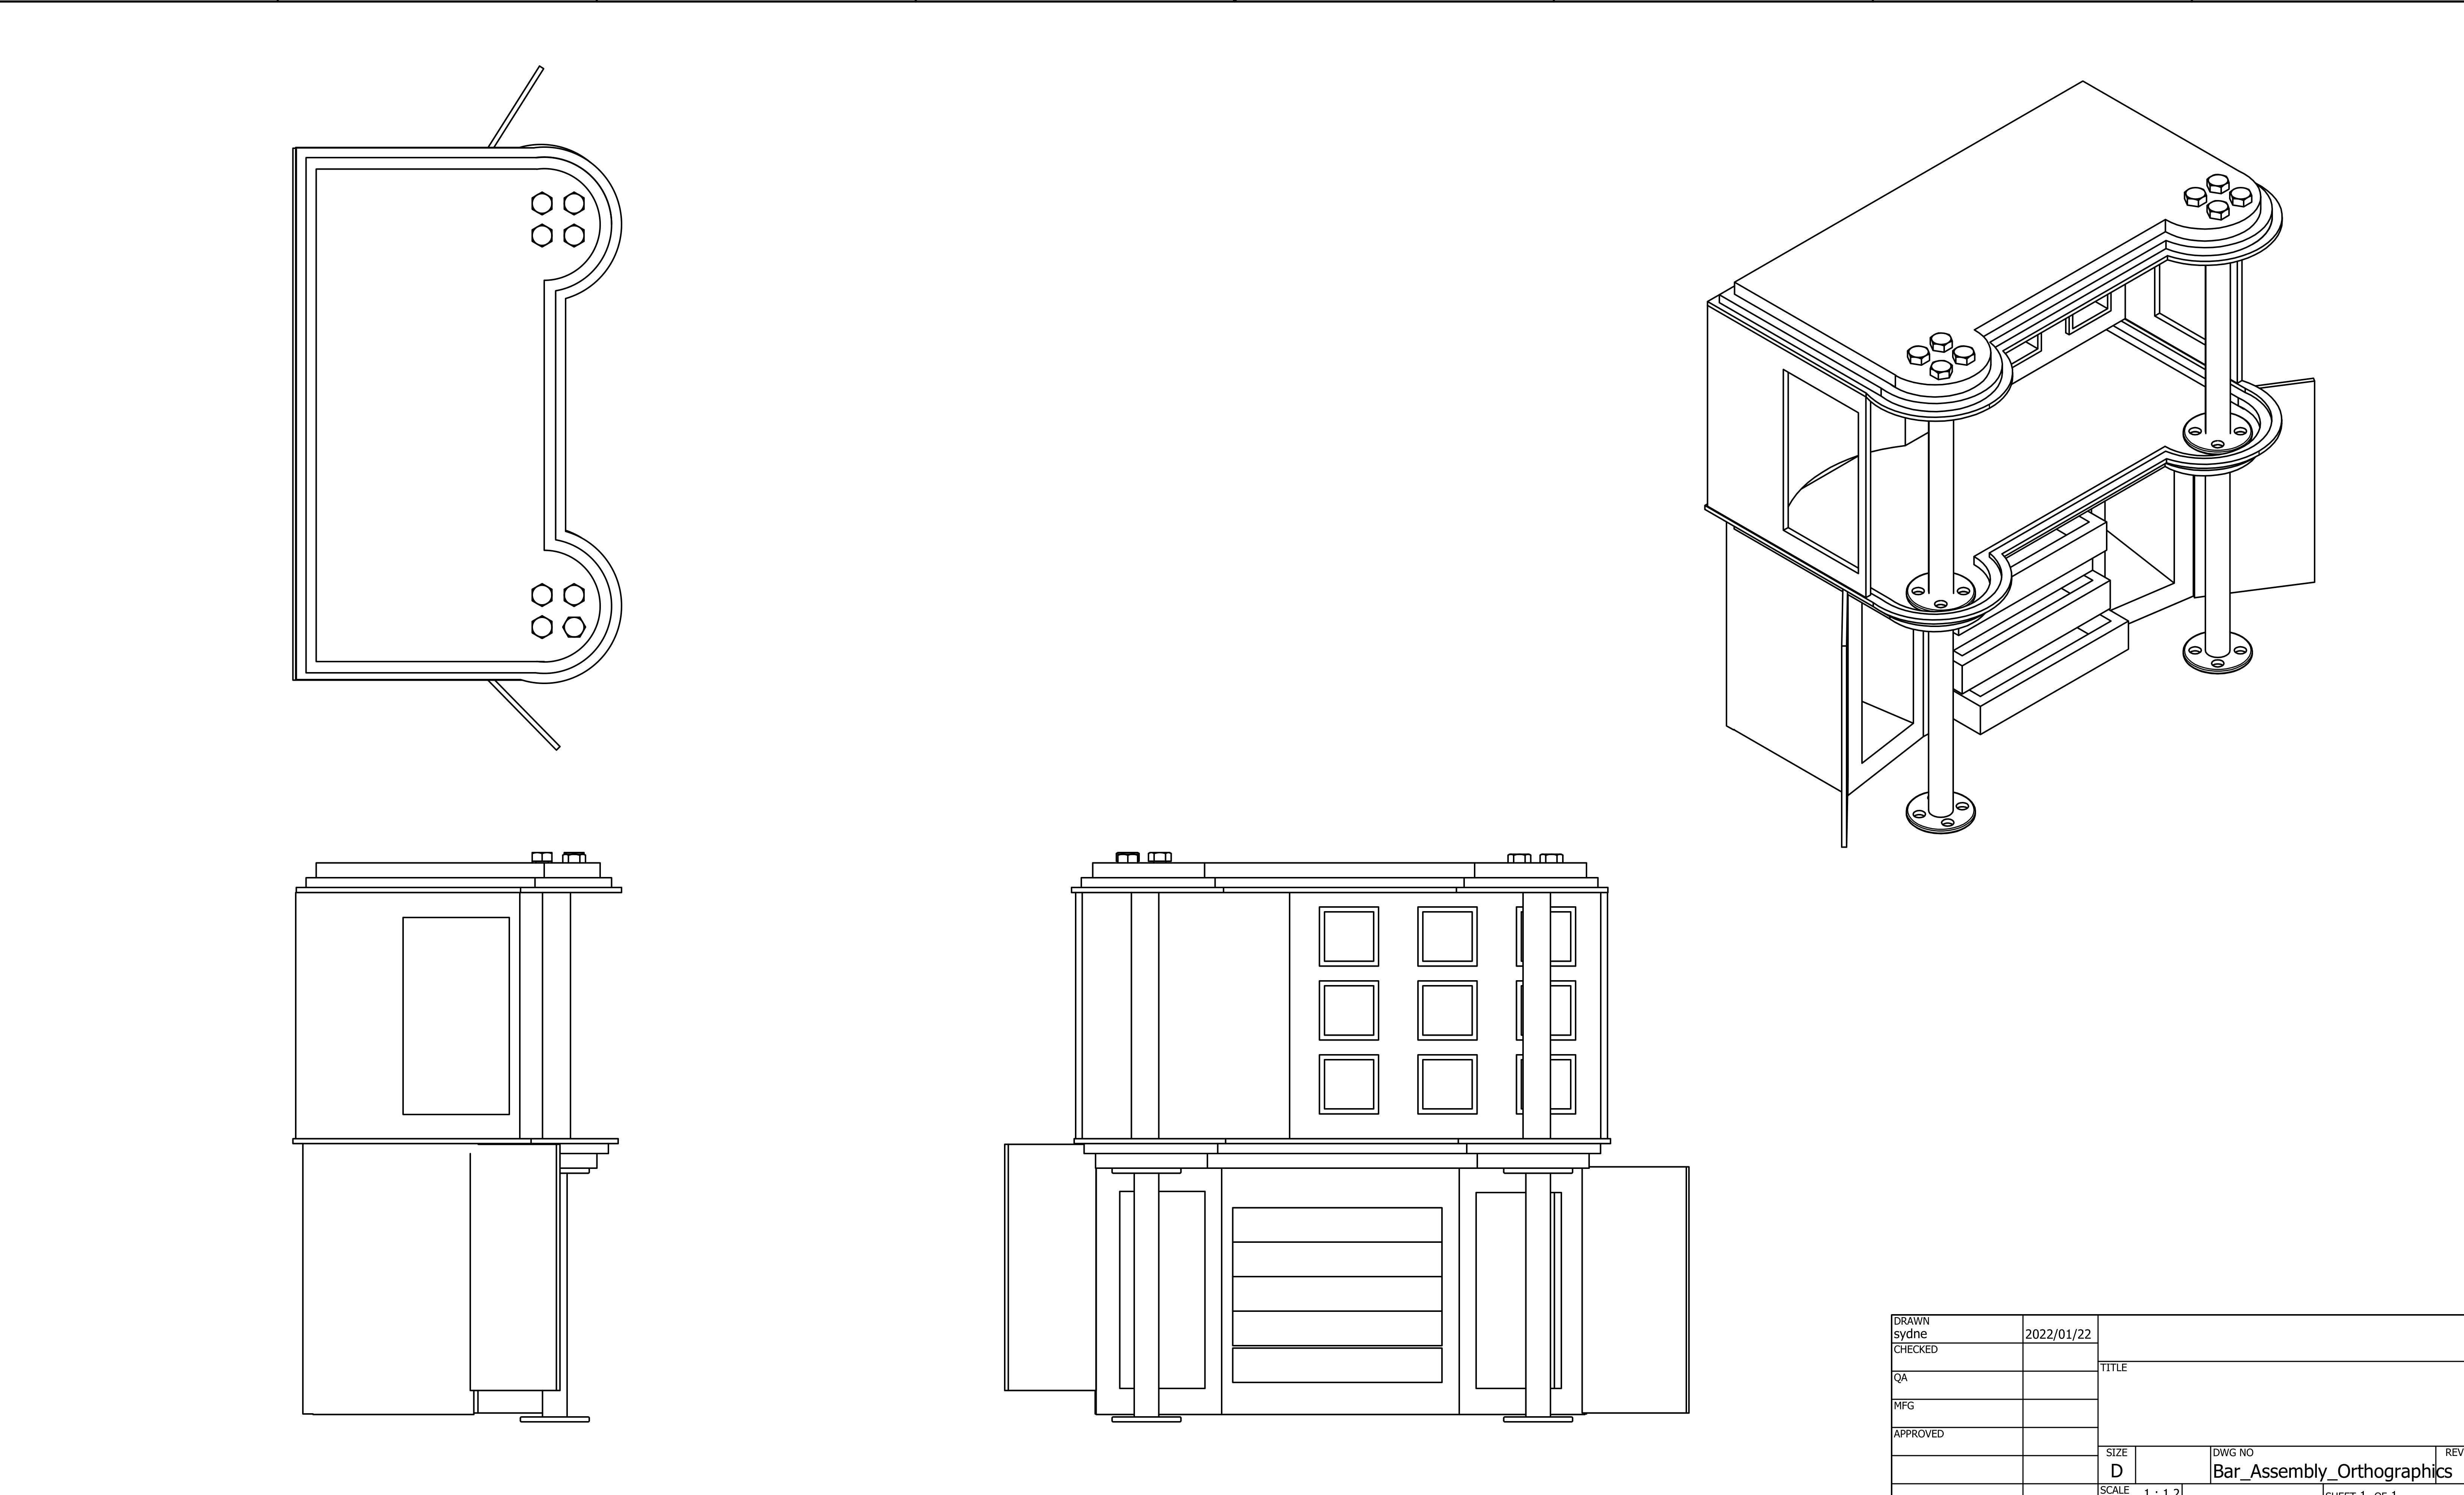 DRAWN
sydne 2022/01/22
CHECKED
TITLE
QA
MFG
APPROVED
SIZE DWG NO REV
D Bar_Assembly_Orthographics
SCALE 1 : 1.2
SHEET 1 OF 1